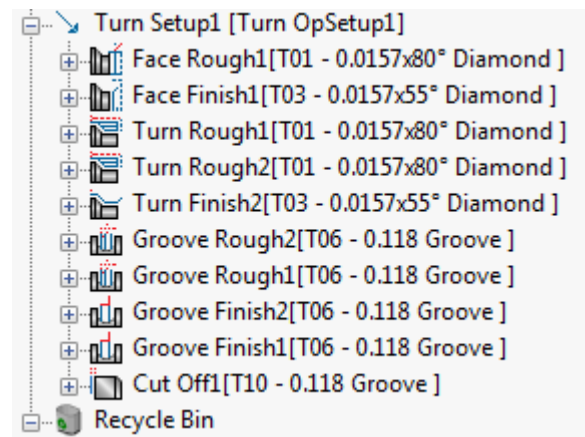 Turn Setup1 [Turn OpSetup1]
Face Rough1[T01 - 0.0157x80° Diamond ]
Face Finish1[T03 - 0.0157x55° Diamond ]
Turn Rough1[T01 - 0.0157x80° Diamond ]
Turn Rough2[T01 - 0.0157x80° Diamond ]
Turn Finish2[T03 - 0.0157x55° Diamond ]
Groove Rough2[T06 - 0.118 Groove ]
Groove Rough1[T06 - 0.118 Groove ]
Groove Finish2[T06 - 0.118 Groove ]
Groove Finish1[T06 - 0.118 Groove ]
Cut Off1[T10 - 0.118 Groove ]
Recycle Bin